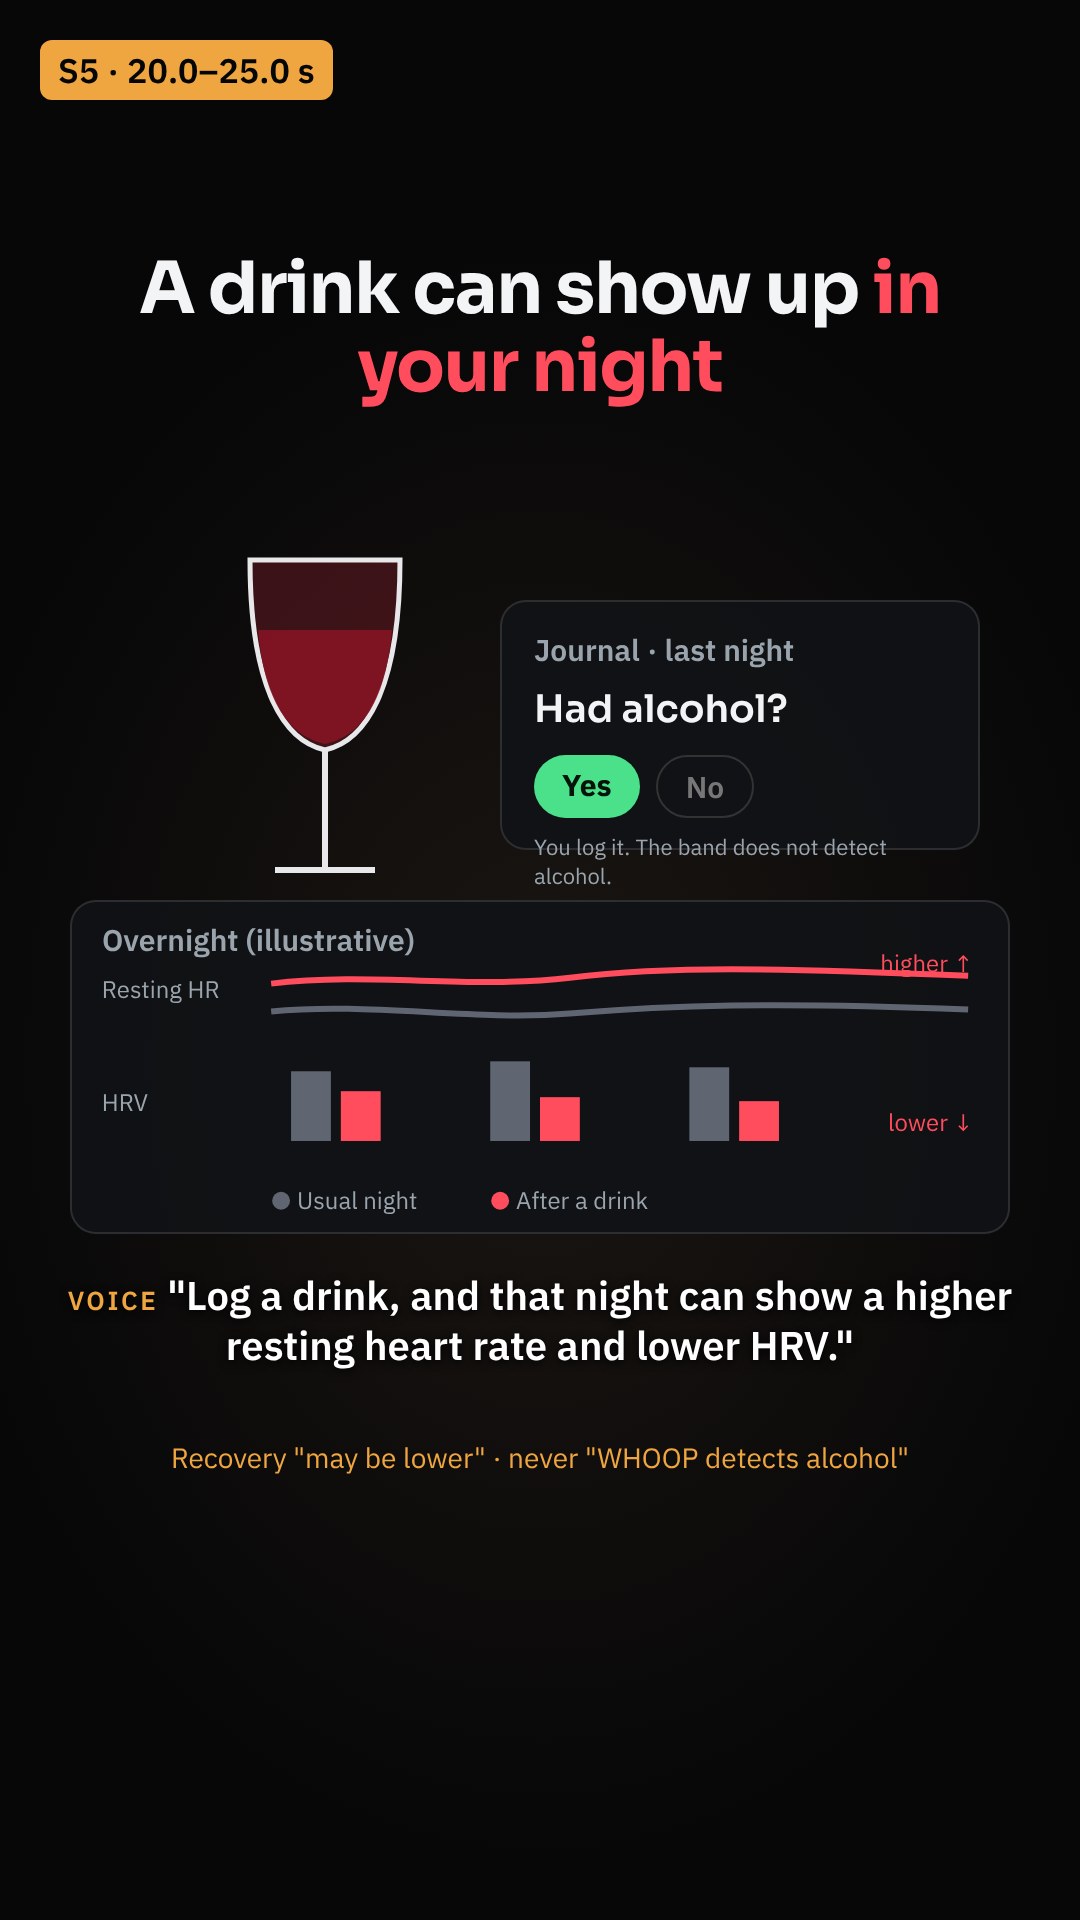 S5 · 20.0–25.0 s
A drink can show up in
your night
Journal · last night
Had alcohol?
Yes
No
You log it. The band does not detect
alcohol.
Overnight (illustrative)
higher ↑
Resting HR
HRV
lower ↓
Usual night
After a drink
VOICE "Log a drink, and that night can show a higher
resting heart rate and lower HRV."
Recovery "may be lower" · never "WHOOP detects alcohol"